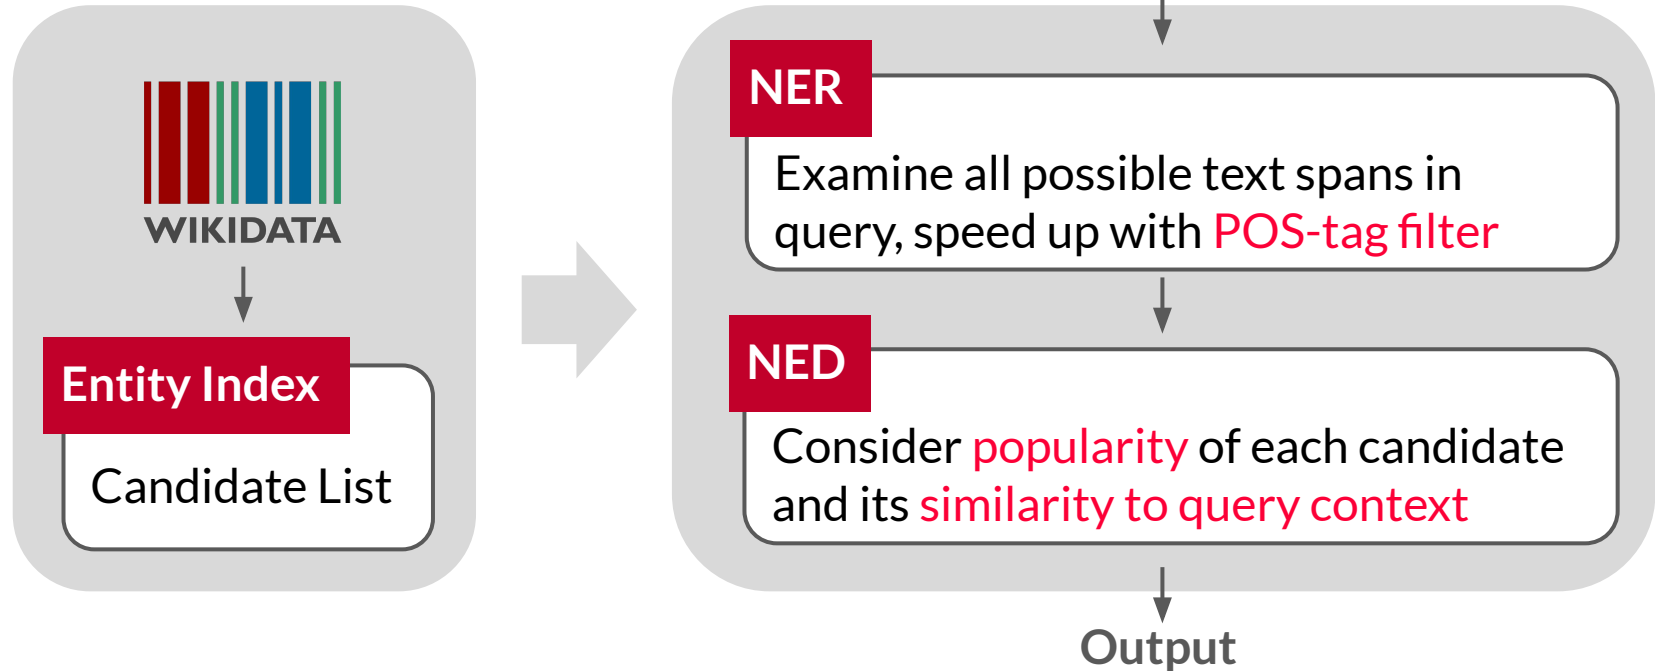 WIKIDATA
Entity Index
Candidate List
NER
Examine all possible text spans in
query, speed up with POS-tag filter
NED
Consider popularity of each candidate
and its similarity to query context
Output